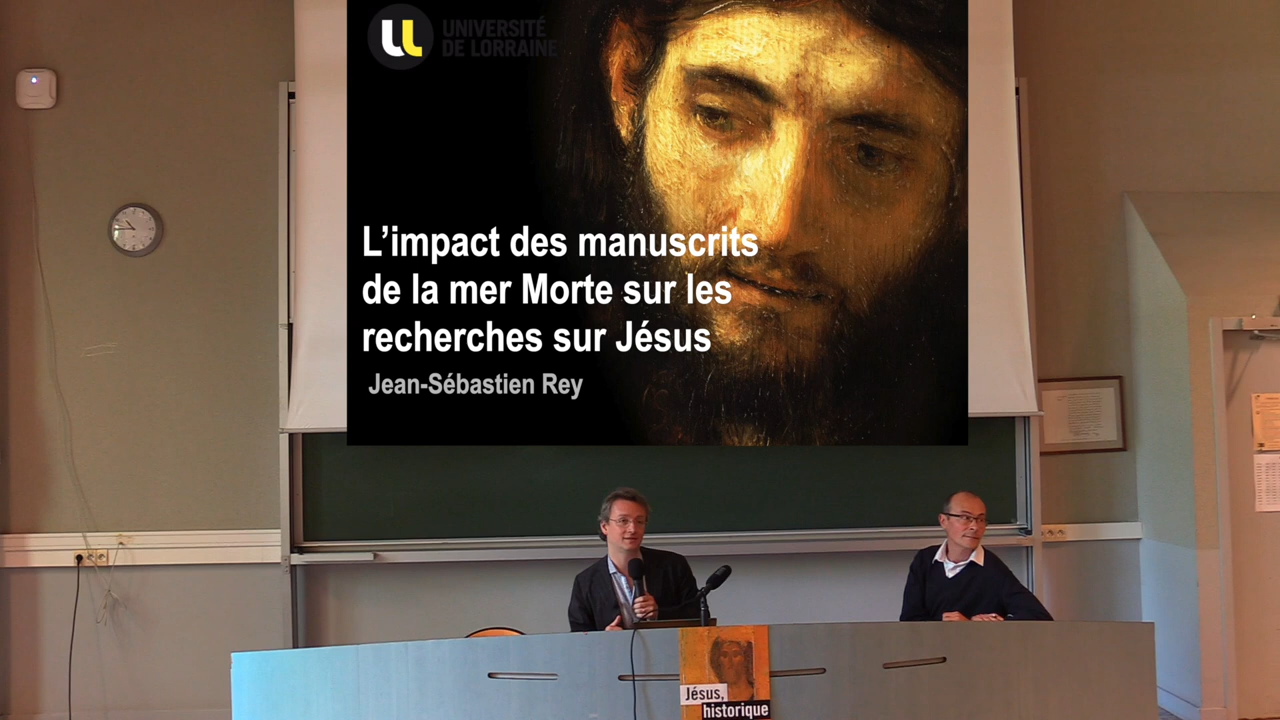 UNIVERSITÉ
DE LORRAINE
L'impact des manuscrits
de la mer Morte sur les
recherches sur Jésus
Jean-Sébastien Rey
Jésus,
historique